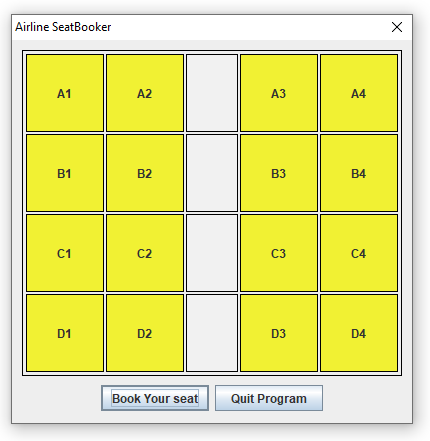 Airline SeatBooker
A1 A2 A3 A4
B1 B2 B3 B4
C1 C2 C3 C4
D1 D2 D3 D4
Book Your seat Quit Program